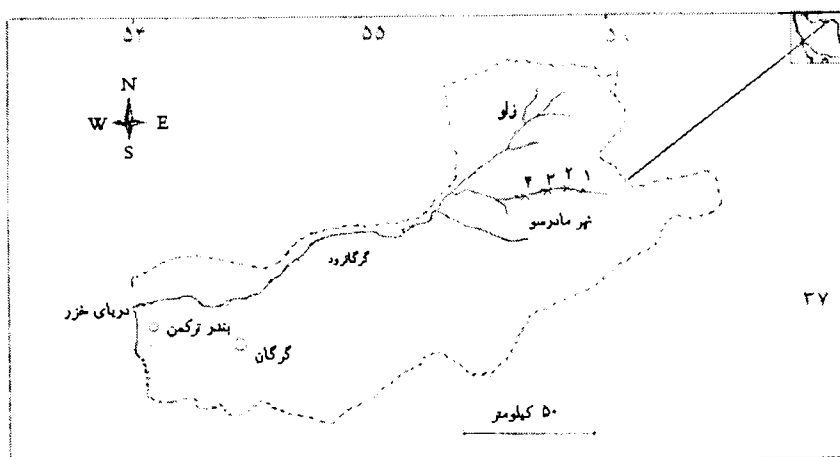 ۵۴ ۵۵
N
W E
S
زلو
۴ ۳ ۲ ۱
نهر مادرسو
گرگانرود
۳۷
دریای خزر
بندر ترکمن
گرگان
۵۰ کیلومتر